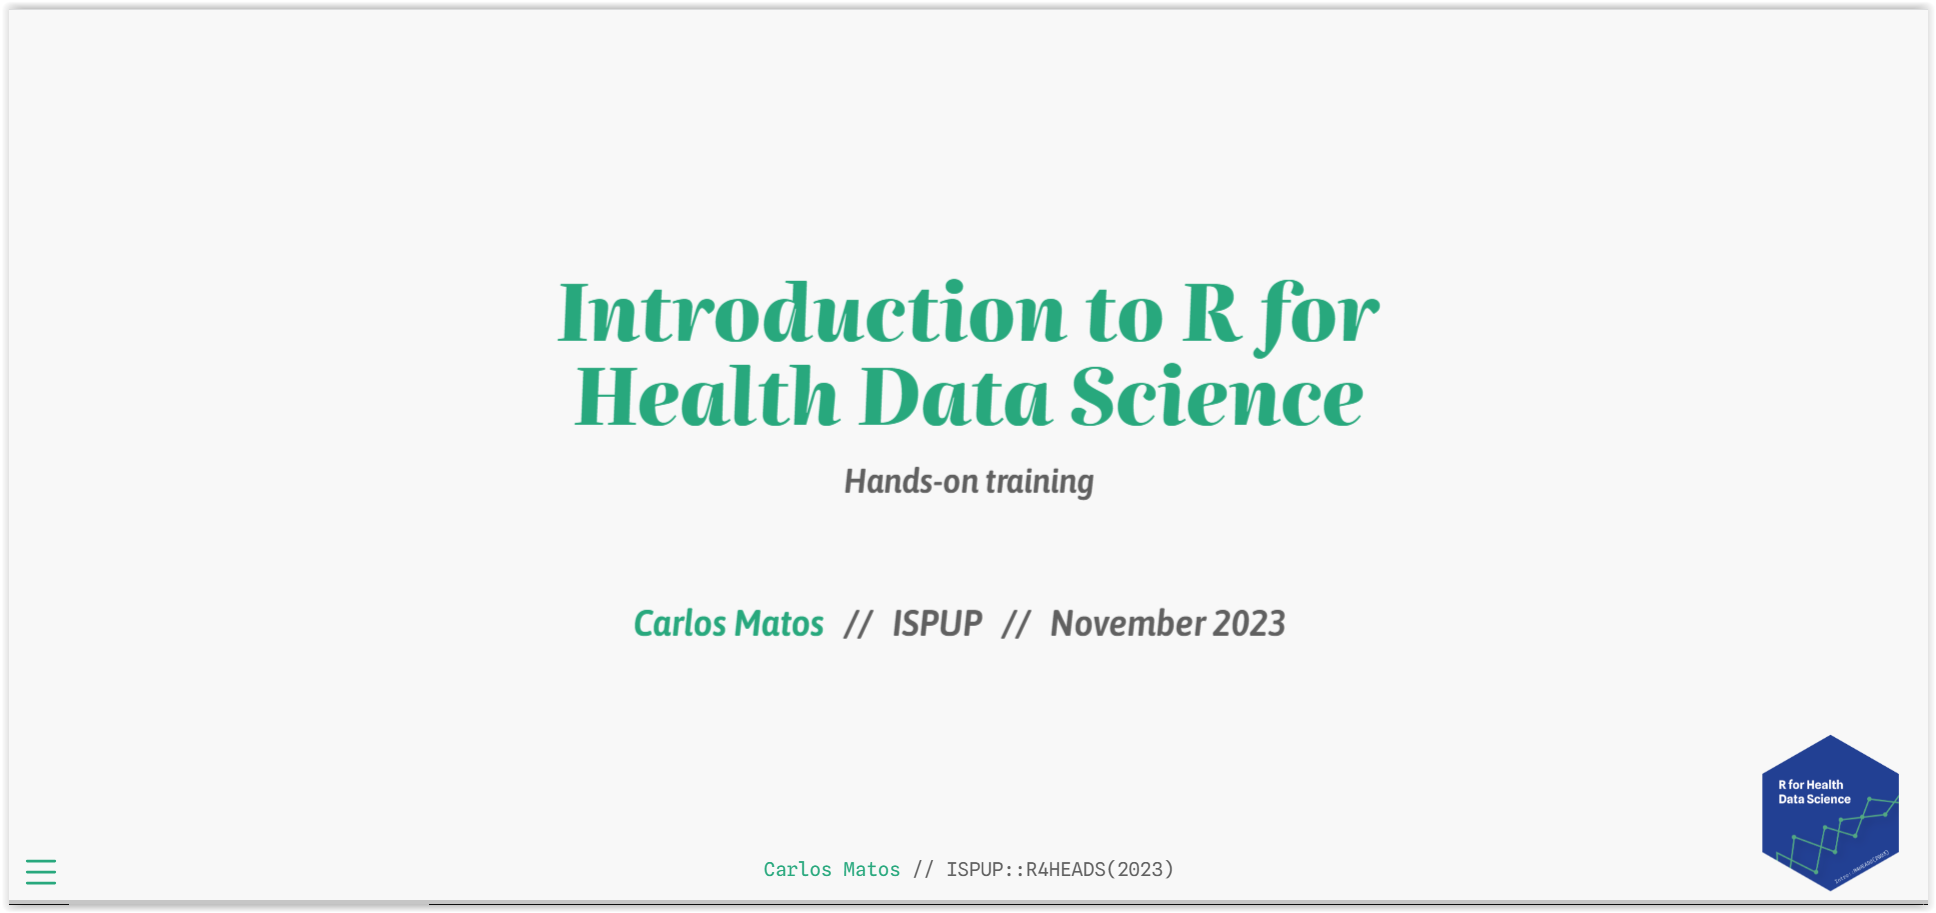 Introduction to R for
Health Data Science
Hands-on training
Carlos Matos // ISPUP // November 2023
R for Health
Data Science
Carlos Matos // ISPUP::R4HEADS(2023)